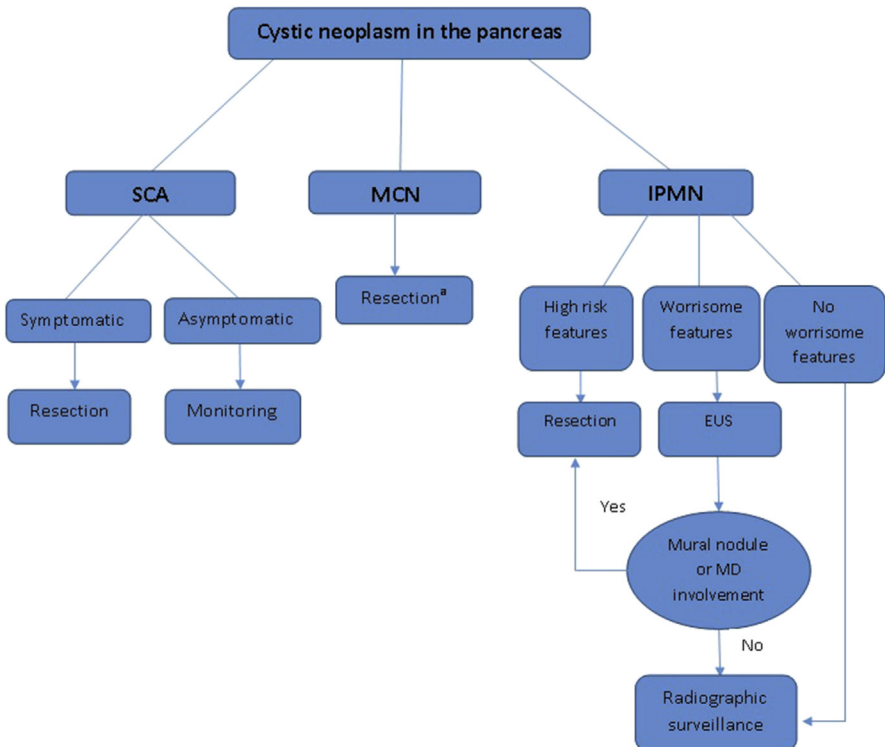 Cystic neoplasm in the pancreas
SCA
MCN
IPMN
Symptomatic
Asymptomatic
Resectionª
High risk
features
Worrisome
features
No
worrisome
features
Resection
Monitoring
Resection
EUS
Yes
Mural nodule
or MD
involvement
No
Radiographic
surveillance